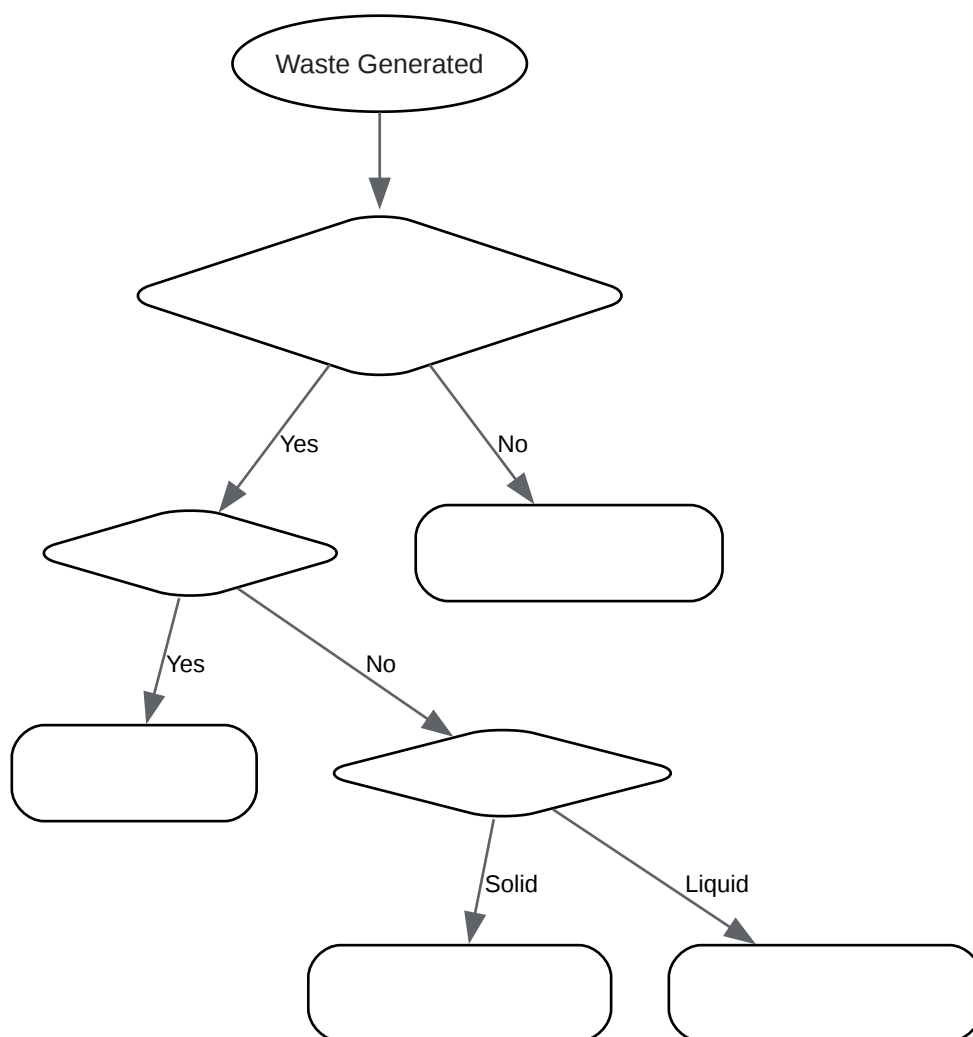 Waste Generated
Yes
No
Yes
No
Solid
Liquid